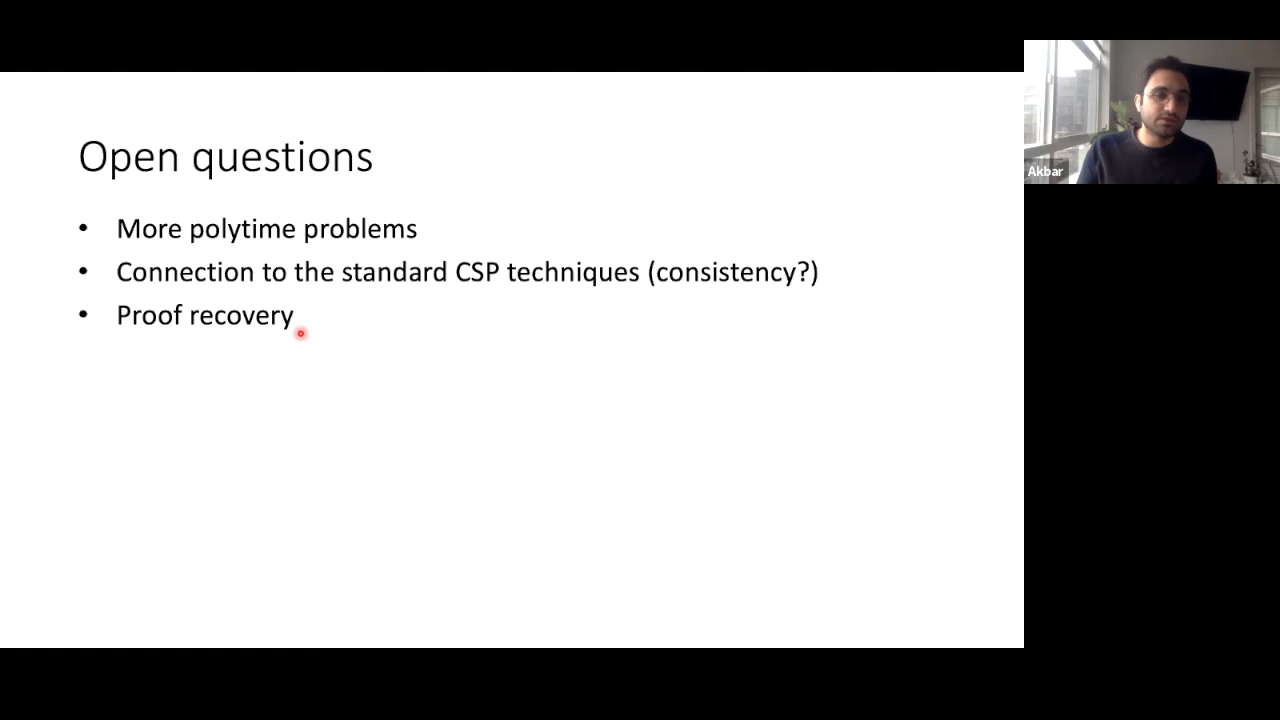 Open questions
• More polytime problems
• Connection to the standard CSP techniques (consistency?)
• Proof recovery
Akbar